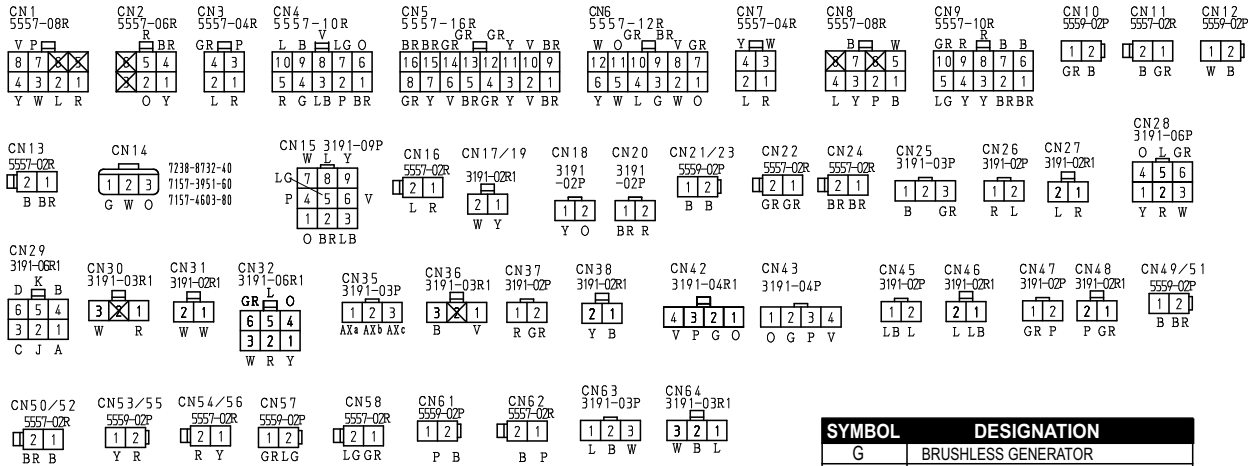 CN1 CN2 CN3 CN4 CN5 CN6 CN7 CN8 CN9 CN10 CN11 CN12
5557-08R 5557-06R 5557-04R 5557-10R 5557-16R 5557-12R 5557-04R 5557-08R 5557-10R 5559-02P 5557-02R 5559-02P
V P R BR GR P L B V LG O BR BR GR GR GR Y V BR W O GR BR V GR Y W B W GR R R B B
8 7 5 4 4 3 10 9 8 7 6 16 15 14 13 12 11 10 9 12 11 10 9 8 7 4 3 5 10 9 8 7 6 1 2 2 1 1 2
4 3 2 1 2 1 2 1 5 4 3 2 1 8 7 6 5 4 3 2 1 6 5 4 3 2 1 2 1 4 3 2 1 5 4 3 2 1 GR B B GR W B
Y W L R O Y L R R G LB P BR GR Y V BR GR Y V BR Y W L G W O L R L Y P B LG Y Y BR BR
CN13 CN14 CN15 3191-09P CN16 CN17/19 CN18 CN20 CN21/23 CN22 CN24 CN25 CN26 CN27 CN28
5557-02R 7238-8732-40 W L Y 5557-02R 3191-02R1 3191 3191 5559-02P 5557-02R 5557-02R 3191-03P 3191-02P 3191-02R1 3191-06P
7157-3951-60 -02P -02P O L GR
2 1 1 2 3 7157-4603-80 LG 7 8 9 2 1 2 1 1 2 1 2 1 2 2 1 2 1 1 2 3 1 2 2 1 4 5 6
B BR G W O P 4 5 6 V L R W Y Y O BR R B B GR GR BR BR B GR R L L R 1 2 3
1 2 3 Y R W
O BR LB
CN29 CN30 CN31 CN32 CN35 CN36 CN37 CN38 CN42 CN43 CN45 CN46 CN47 CN48 CN49/51
3191-06R1 3191-03R1 3191-02R1 3191-06R1 3191-03P 3191-03R1 3191-02P 3191-02R1 3191-04R1 3191-04P 3191-02P 3191-02R1 3191-02P 3191-02R1 5559-02P
D K B GR L O
6 5 4 3 2 1 2 1 6 5 4 1 2 3 3 2 1 1 2 2 1 4 3 2 1 1 2 3 4 1 2 2 1 1 2 2 1 1 2
3 2 1 W R W W 3 2 1 AXa AXb AXc B V R GR Y B V P G O O G P V LB L L LB GR P P GR B BR
C J A W R Y
CN50/52 CN53/55 CN54/56 CN57 CN58 CN61 CN62 CN63 CN64
5557-02R 5559-02P 5557-02R 5559-02P 5557-02R 5559-02P 5557-02R 3191-03P 3191-03R1
2 1 1 2 2 1 1 2 2 1 1 2 2 1 1 2 3 3 2 1
BR B Y R R Y GR LG LG GR P B B P L B W W B L
SYMBOL DESIGNATION
G BRUSHLESS GENERATOR